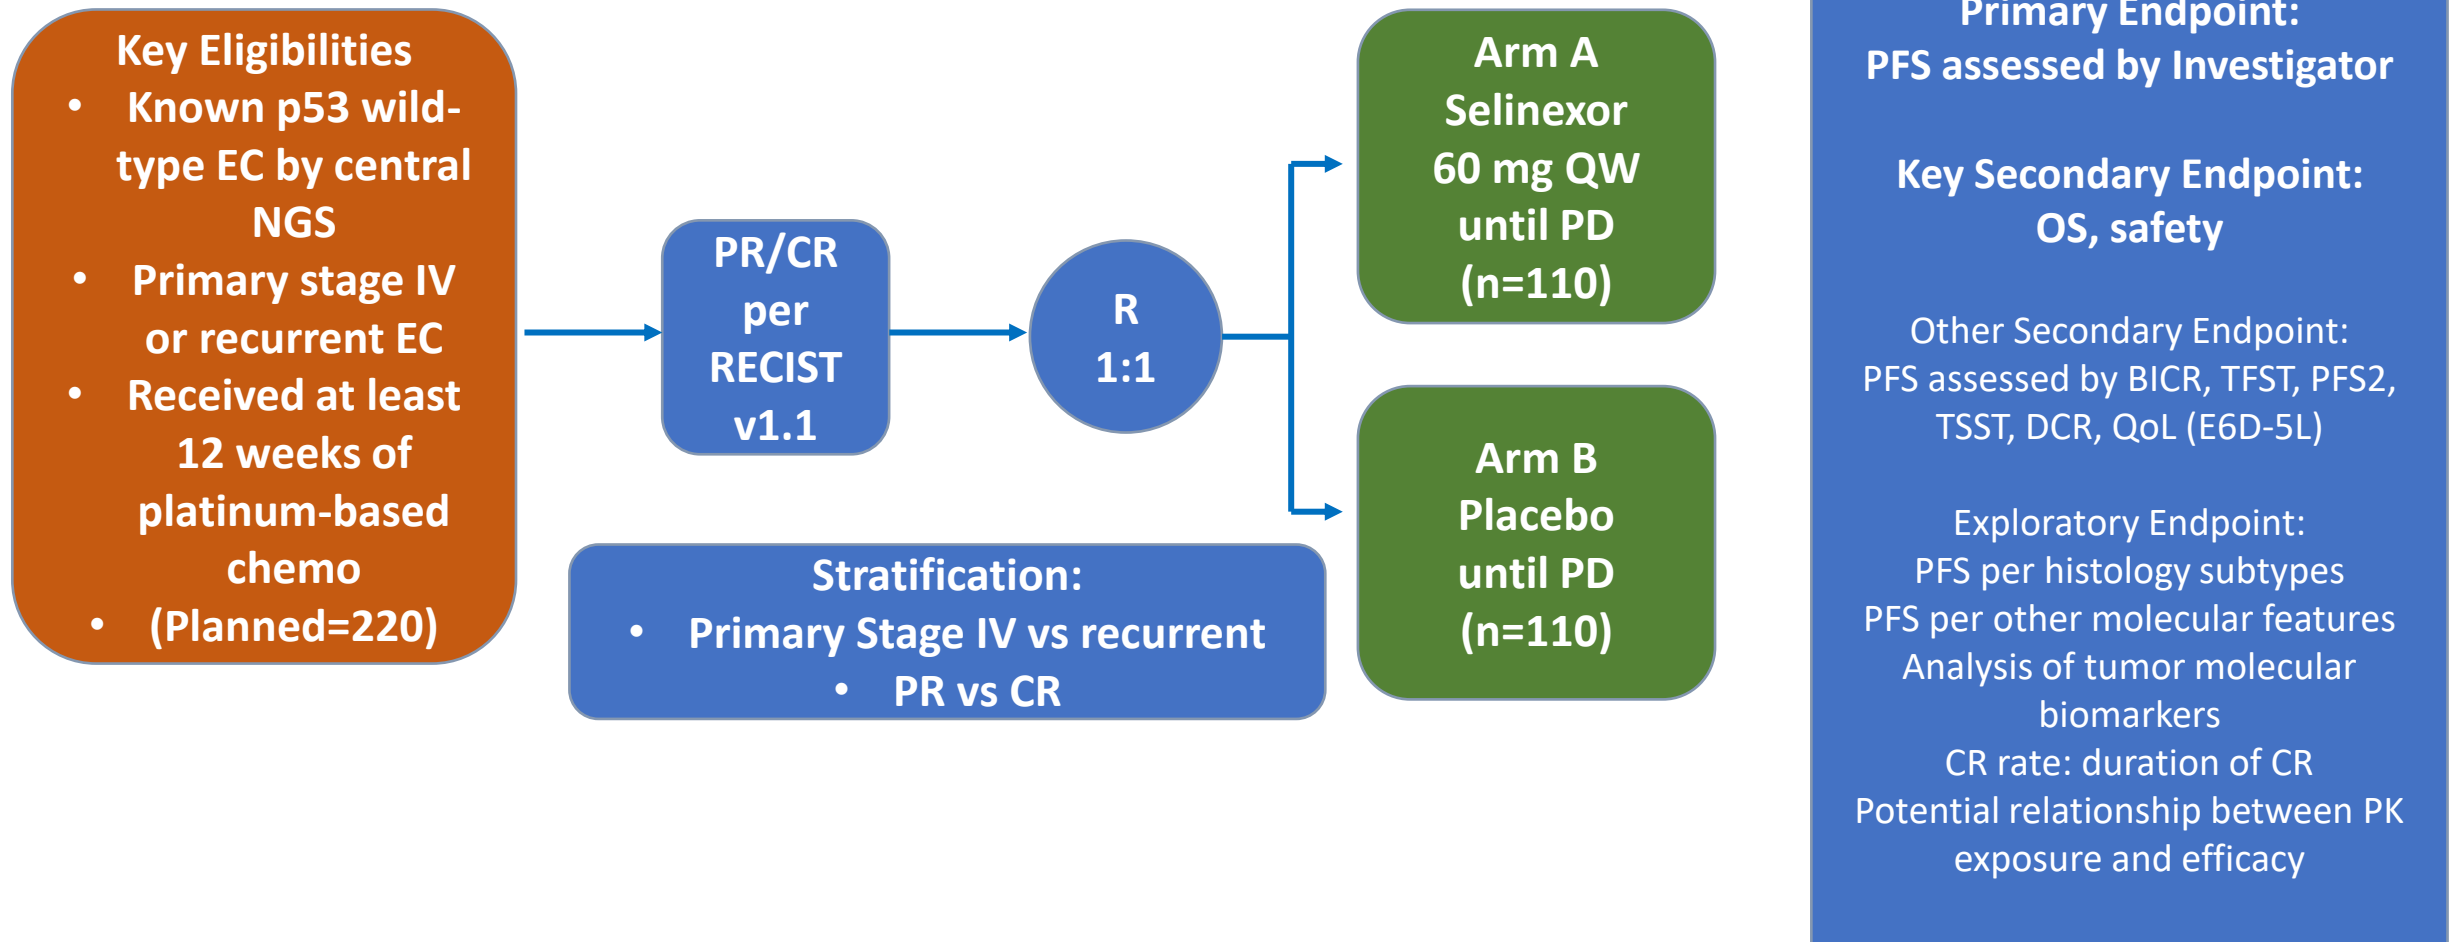 Key Eligibilities
• Known p53 wild-
type EC by central
NGS
• Primary stage IV
or recurrent EC
• Received at least
12 weeks of
platinum-based
chemo
• (Planned=220)
PR/CR
per
RECIST
v1.1
R
1:1
Stratification:
• Primary Stage IV vs recurrent
• PR vs CR
Arm A
Selinexor
60 mg QW
until PD
(n=110)
Arm B
Placebo
until PD
(n=110)
Primary Endpoint:
PFS assessed by Investigator
Key Secondary Endpoint:
OS, safety
Other Secondary Endpoint:
PFS assessed by BICR, TFST, PFS2,
TSST, DCR, QoL (E6D-5L)
Exploratory Endpoint:
PFS per histology subtypes
PFS per other molecular features
Analysis of tumor molecular
biomarkers
CR rate: duration of CR
Potential relationship between PK
exposure and efficacy